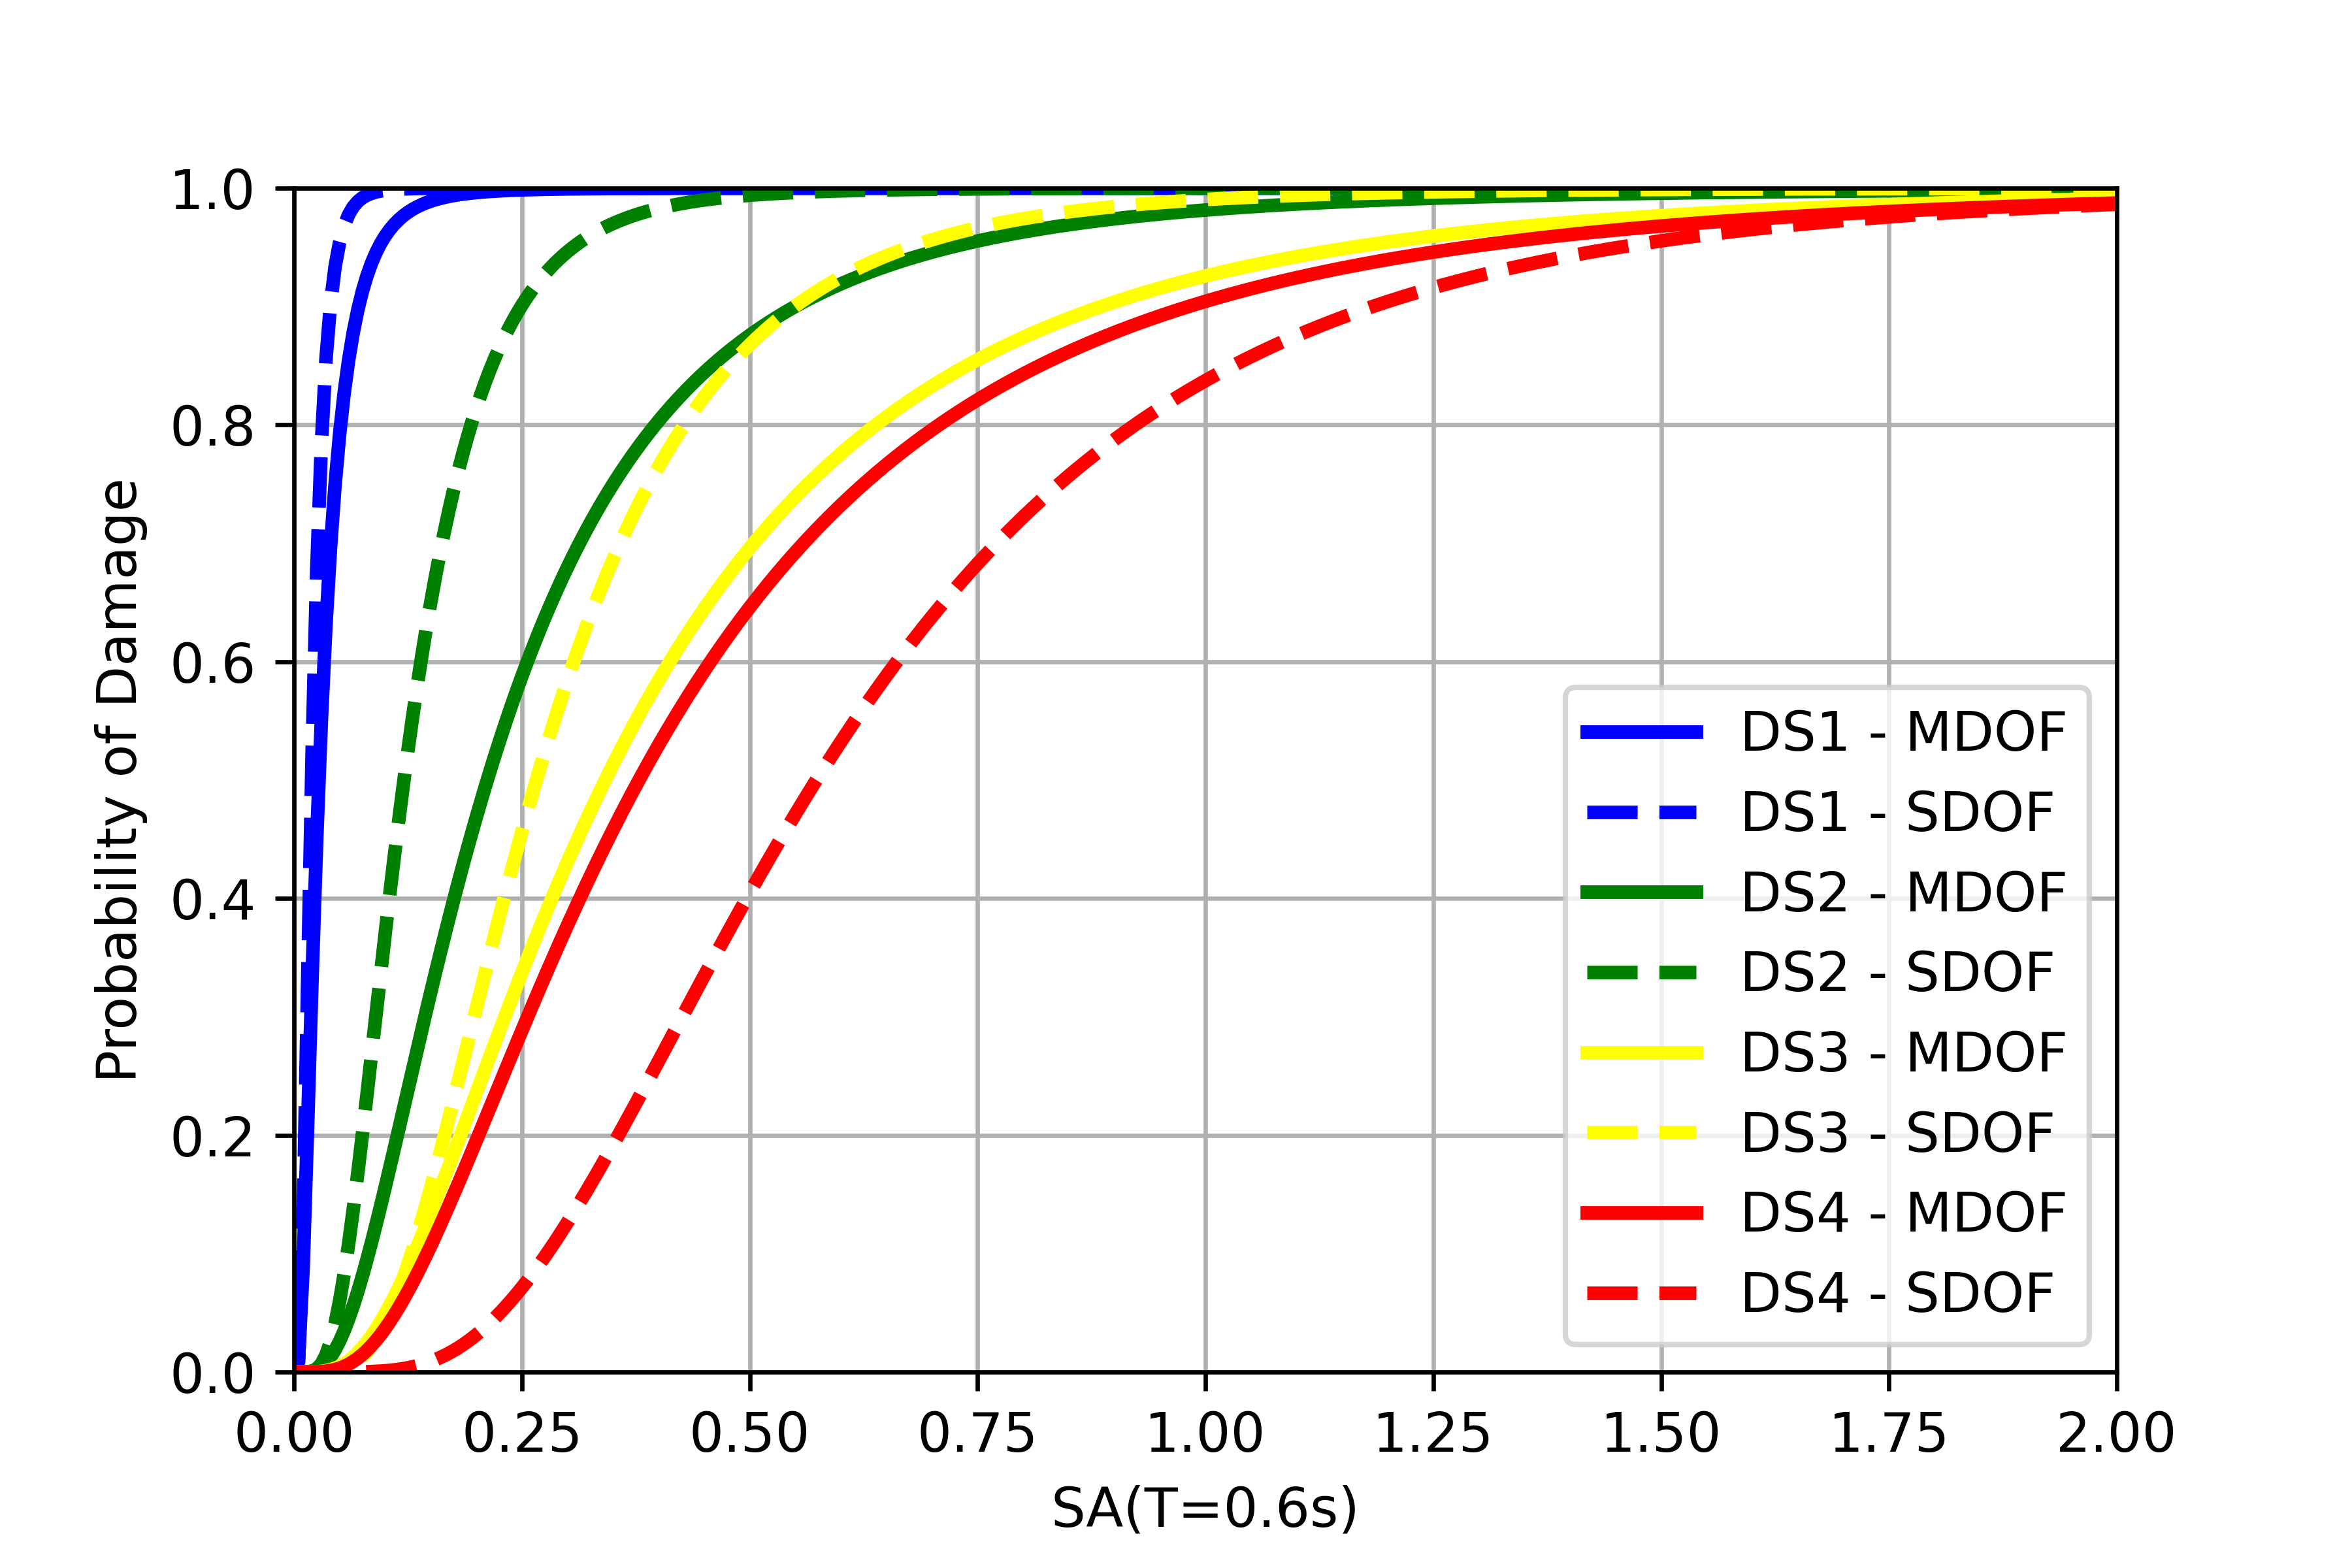 1.0
0.8
0.6
0.4
0.2
0.0
Probability of Damage
0.00 0.25 0.50 0.75 1.00 1.25 1.50 1.75 2.00
SA(T=0.6s)
DS1 - MDOF
DS1 - SDOF
DS2 - MDOF
DS2 - SDOF
DS3 - MDOF
DS3 - SDOF
DS4 - MDOF
DS4 - SDOF